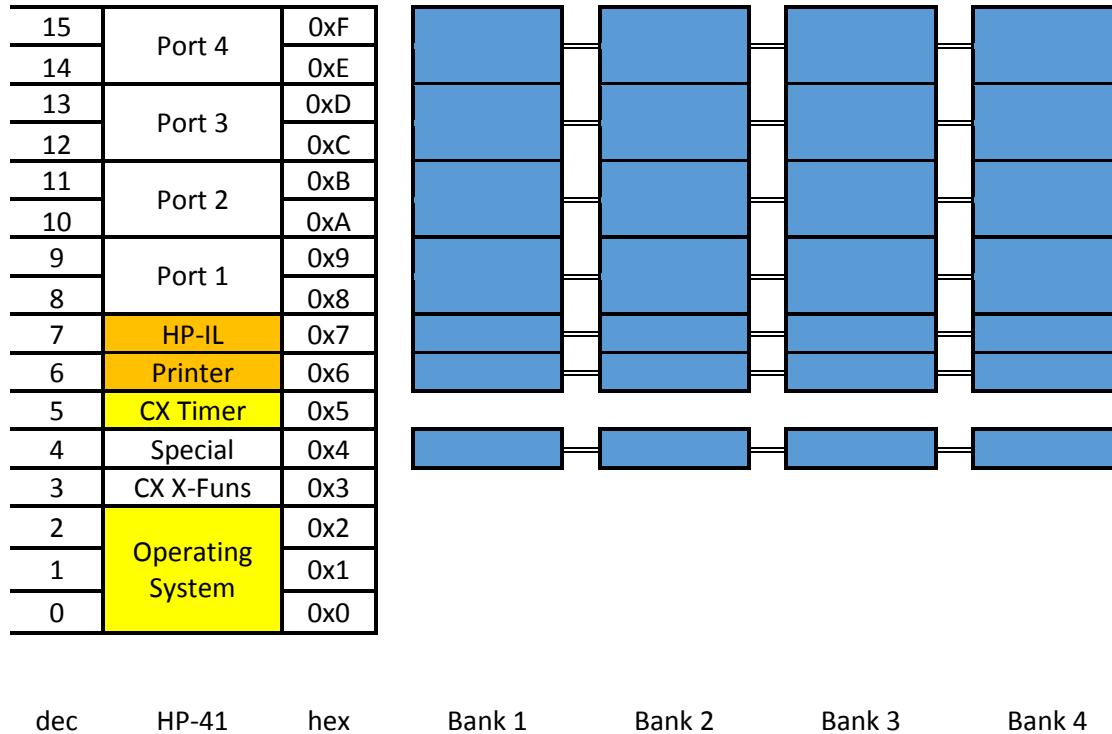 15 Port 4 0xF
14 0xE
13 Port 3 0xD
12 0xC
11 Port 2 0xB
10 0xA
9 Port 1 0x9
8 0x8
7 HP-IL 0x7
6 Printer 0x6
5 CX Timer 0x5
4 Special 0x4
3 CX X-Funs 0x3
2 Operating 0x2
1 System 0x1
0 0x0
dec HP-41 hex Bank 1 Bank 2 Bank 3 Bank 4